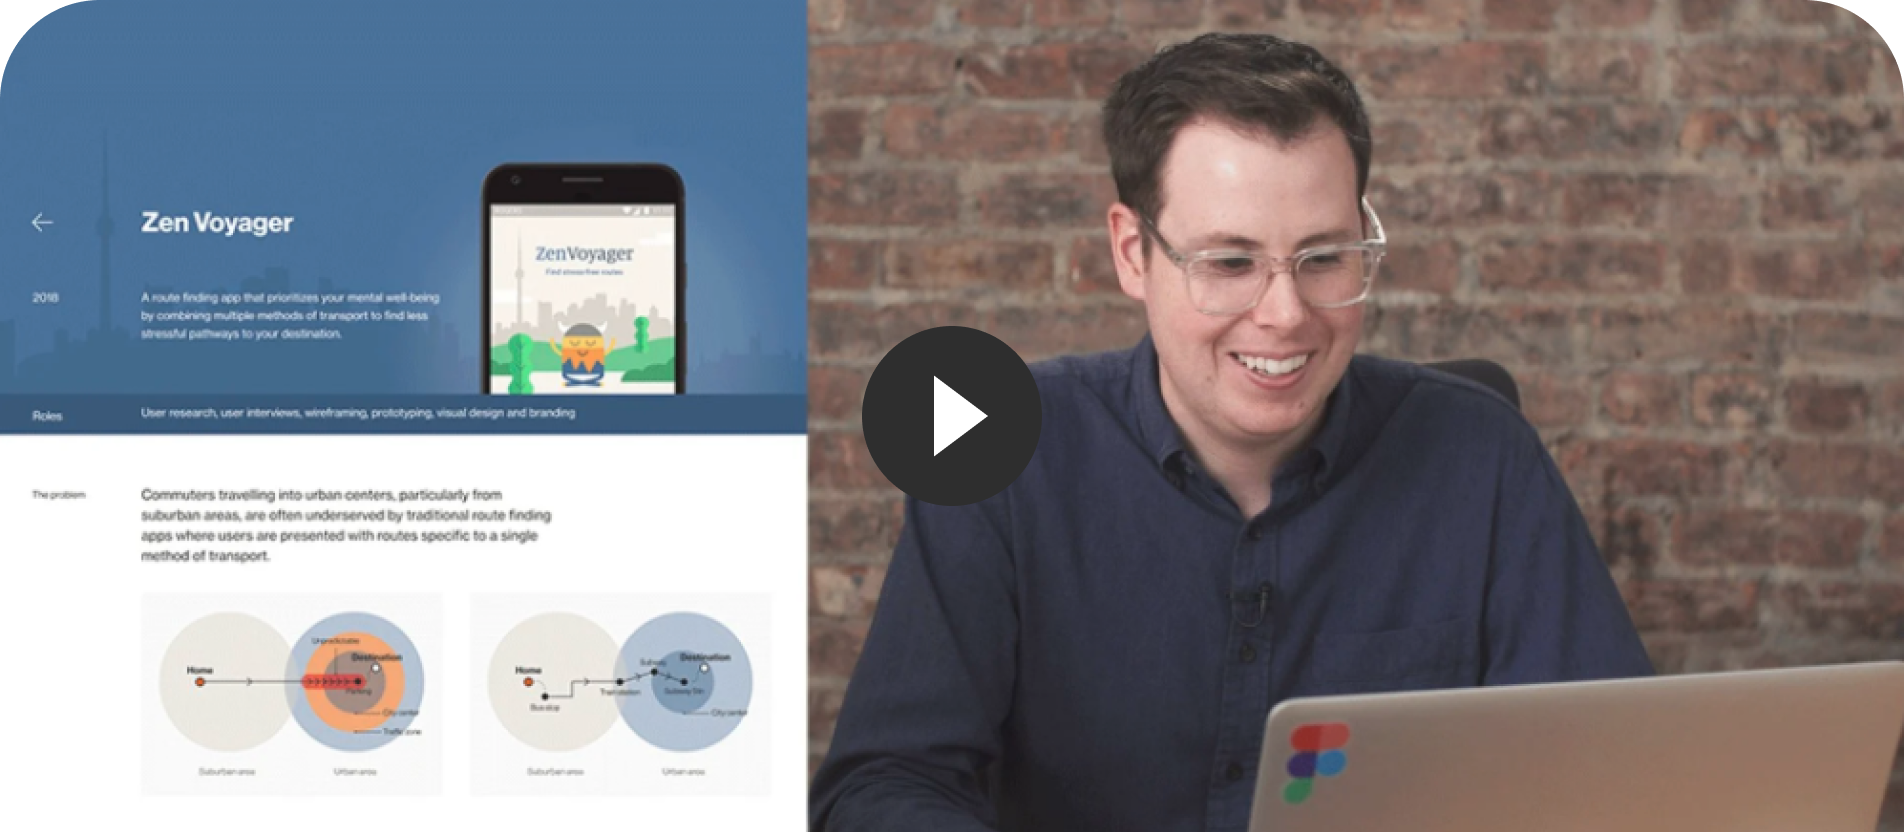 Zen Voyager
2018
A route finding app that prioritizes your mental well-being
by combining multiple methods of transport to find less
stressful pathways to your destination.
ZenVoyager
Find stress-free routes
Roles
User research, user interviews, wireframing, prototyping, visual design and branding
The problem
Commuters travelling into urban centers, particularly from
suburban areas, are often underserved by traditional route finding
apps where users are presented with routes specific to a single
method of transport.
Unpredictable
Destination
Home
Parking
City center
Traffic zone
Suburban area
Urban area
Home
Subway
Destination
Train station
Subway Stn
Bus stop
City center
Suburban area
Urban area